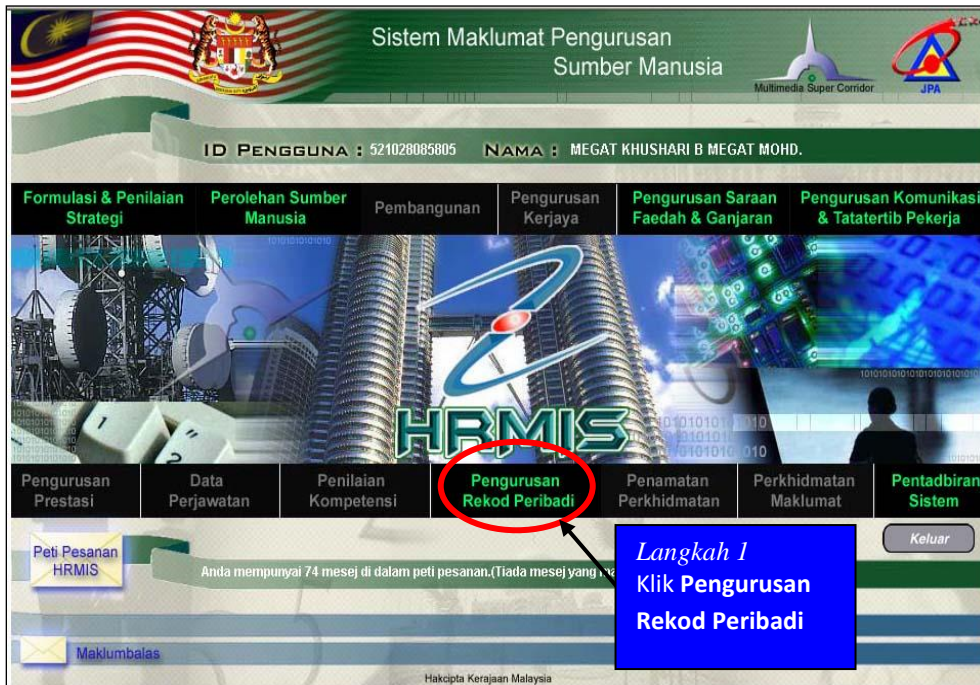 Sistem Maklumat Pengurusan
Sumber Manusia
Multimedia Super Corridor
JPA
ID PENGGUNA : 521028085805 NAMA : MEGAT KHUSHARI B MEGAT MOHD.
Formulasi & Penilaian
Strategi
Perolehan Sumber
Manusia
Pembangunan
Pengurusan
Kerjaya
Pengurusan Saraan
Faedah & Ganjaran
Pengurusan Komunikasi
& Tatatertib Pekerja
HRMIS
Pengurusan
Prestasi
Data
Perjawatan
Penilaian
Kompetensi
Pengurusan
Rekod Peribadi
Penamatan
Perkhidmatan
Perkhidmatan
Maklumat
Pentadbiran
Sistem
Peti Pesanan
HRMIS
Anda mempunyai 74 mesej di dalam peti pesanan.(Tiada mesej yang
Keluar
Langkah 1
Klik Pengurusan
Rekod Peribadi
Maklumbalas
Hakcipta Kerajaan Malaysia